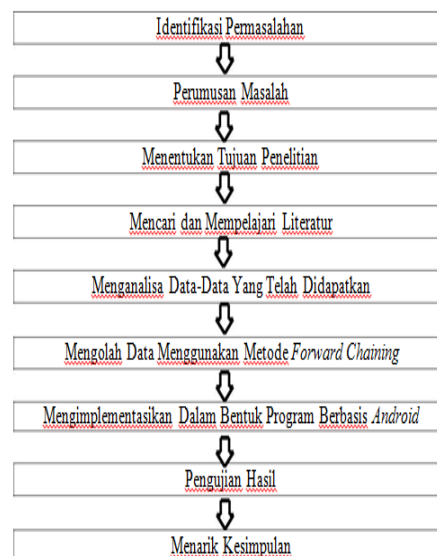 Identifikasi Permasalahan
Perumusan Masalah
Menentukan Tujuan Penelitian
Mencari dan Mempelajari Literatur
Menganalisa Data-Data Yang Telah Didapatkan
Mengolah Data Menggunakan Metode Forward Chaining
Mengimplementasikan Dalam Bentuk Program Berbasis Android
Pengujian Hasil
Menarik Kesimpulan